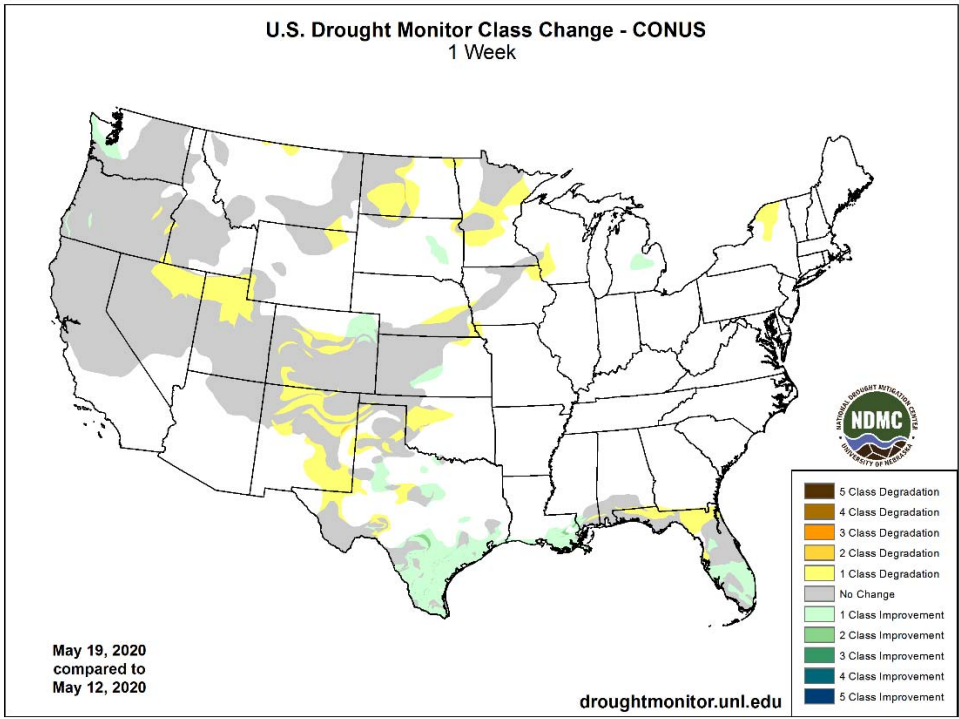 U.S. Drought Monitor Class Change - CONUS
1 Week
NATIONAL DROUGHT MITIGATION CENTER
NDMC
UNIVERSITY OF NEBRASKA
5 Class Degradation
4 Class Degradation
3 Class Degradation
2 Class Degradation
1 Class Degradation
No Change
1 Class Improvement
2 Class Improvement
3 Class Improvement
4 Class Improvement
5 Class Improvement
May 19, 2020
compared to
May 12, 2020
droughtmonitor.unl.edu